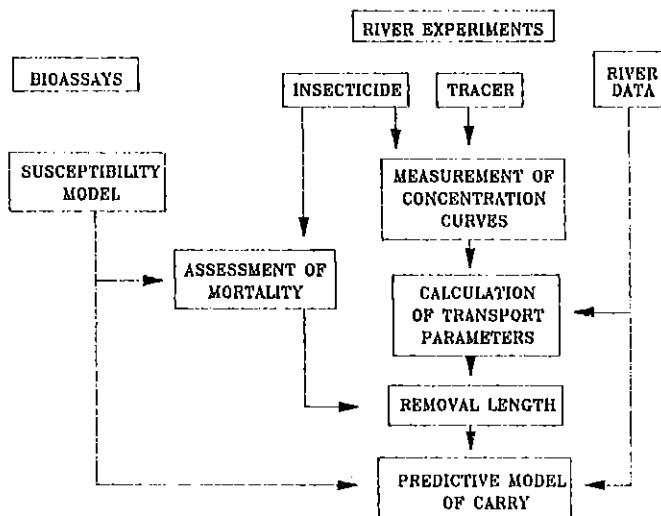 RIVER EXPERIMENTS
BIOASSAYS
INSECTICIDE
TRACER
RIVER
DATA
SUSCEPTIBILITY
MODEL
MEASUREMENT OF
CONCENTRATION
CURVES
ASSESSMENT OF
MORTALITY
CALCULATION
OF TRANSPORT
PARAMETERS
REMOVAL LENGTH
PREDICTIVE MODEL
OF CARRY